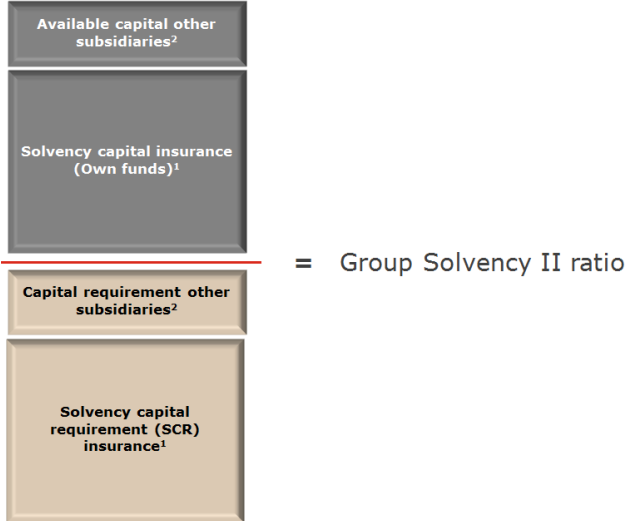 Available capital other
subsidiaries²
Solvency capital insurance
(Own funds)¹
= Group Solvency II ratio
Capital requirement other
subsidiaries²
Solvency capital
requirement (SCR)
insurance¹